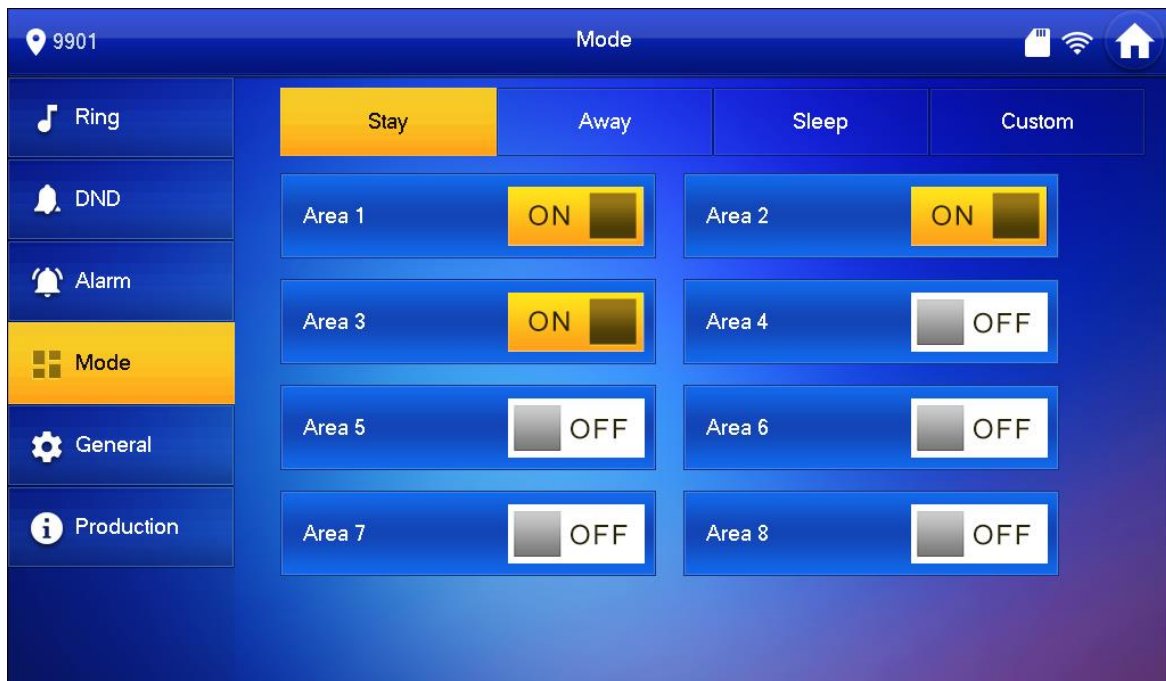 9901 Mode
Ring
DND
Alarm
Mode
General
Production
Stay Away Sleep Custom
Area 1 ON Area 2 ON
Area 3 ON Area 4 OFF
Area 5 OFF Area 6 OFF
Area 7 OFF Area 8 OFF